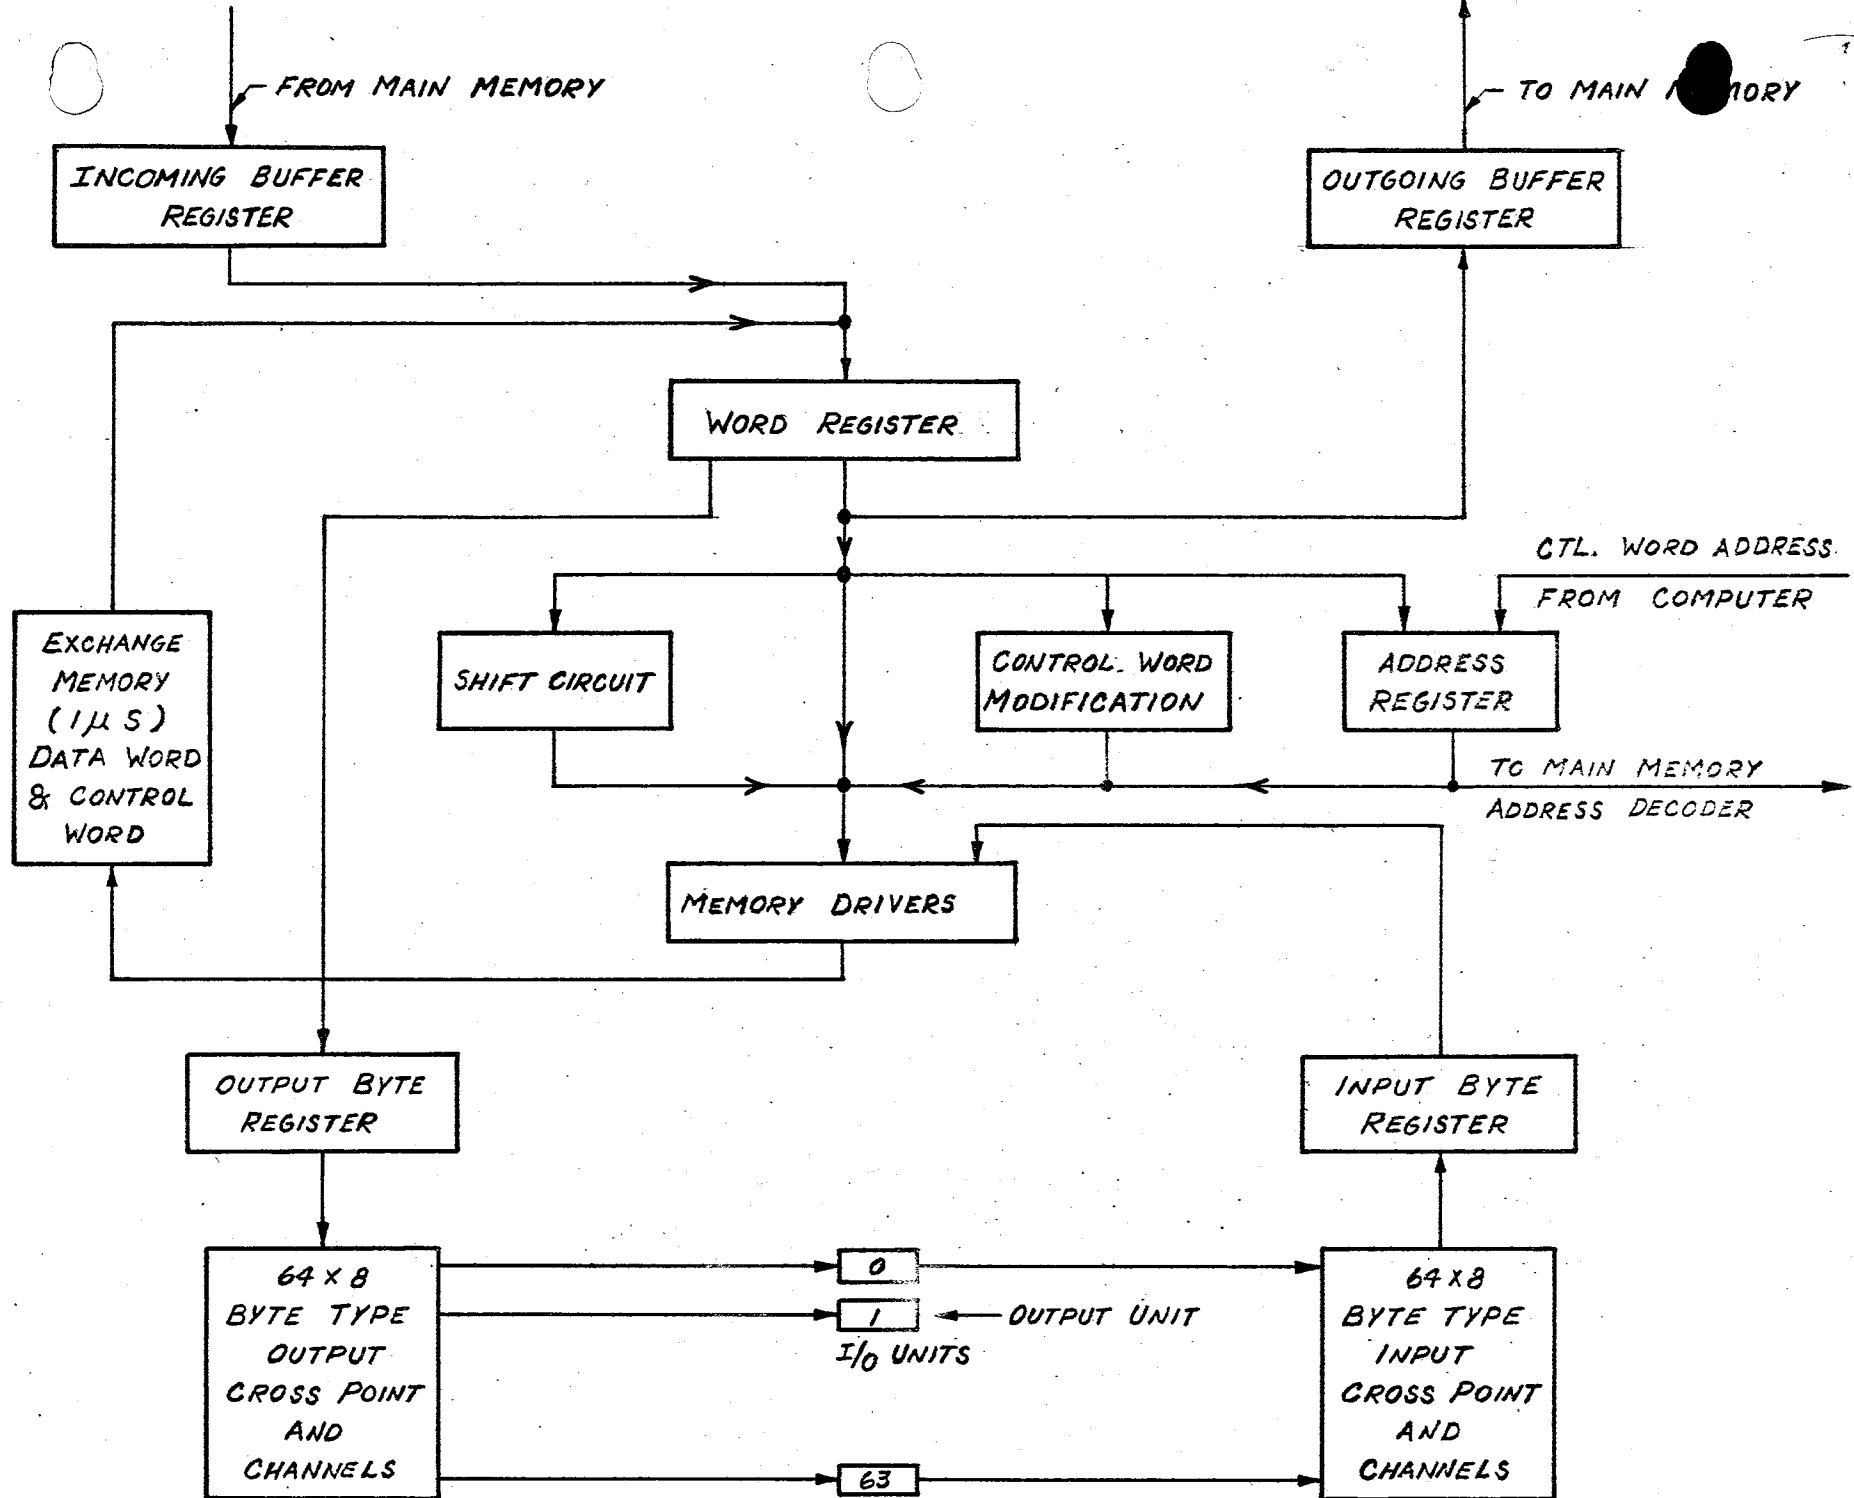 FROM MAIN MEMORY
TO MAIN MEMORY
INCOMING BUFFER
REGISTER
OUTGOING BUFFER
REGISTER
WORD REGISTER
CTL. WORD ADDRESS
FROM COMPUTER
EXCHANGE
MEMORY
(1μS)
DATA WORD
& CONTROL
WORD
SHIFT CIRCUIT
CONTROL WORD
MODIFICATION
ADDRESS
REGISTER
TO MAIN MEMORY
ADDRESS DECODER
MEMORY DRIVERS
OUTPUT BYTE
REGISTER
INPUT BYTE
REGISTER
64 X 8
BYTE TYPE
OUTPUT
CROSS POINT
AND
CHANNELS
0
1
OUTPUT UNIT
I/O UNITS
63
64 X 8
BYTE TYPE
INPUT
CROSS POINT
AND
CHANNELS